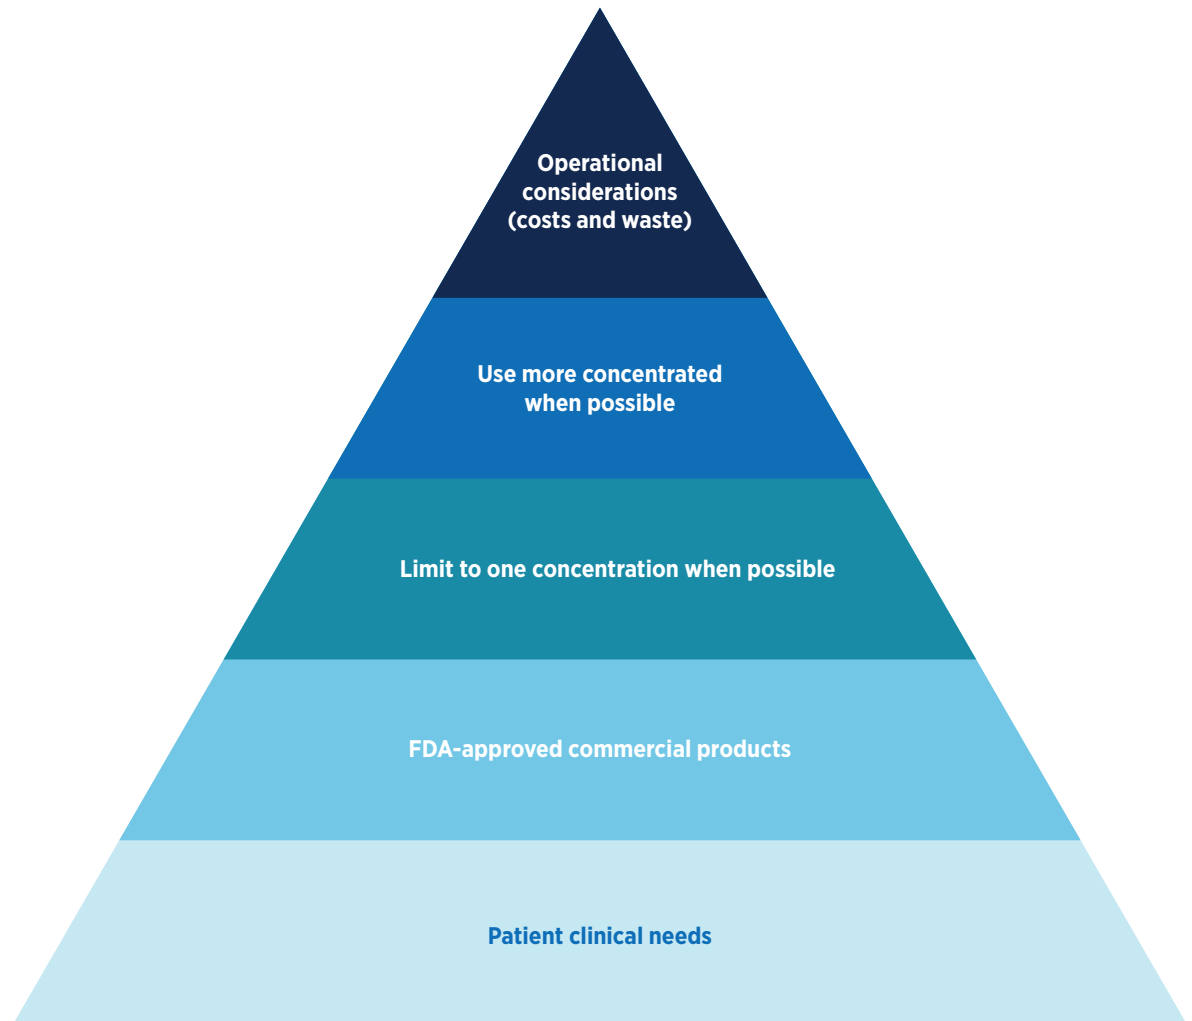 Operational
considerations
(costs and waste)
Use more concentrated
when possible
Limit to one concentration when possible
FDA-approved commercial products
Patient clinical needs